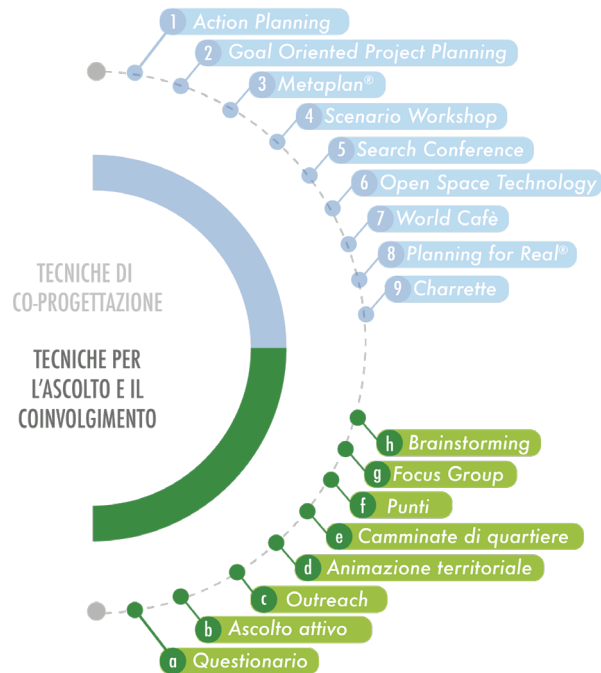 1 Action Planning
2 Goal Oriented Project Planning
3 Metaplan®
4 Scenario Workshop
5 Search Conference
6 Open Space Technology
7 World Cafè
8 Planning for Real®
9 Charrette
TECNICHE DI
CO-PROGETTAZIONE
TECNICHE PER
L'ASCOLTO E IL
COINVOLGIMENTO
h Brainstorming
g Focus Group
f Punti
e Camminate di quartiere
d Animazione territoriale
c Outreach
b Ascolto attivo
a Questionario